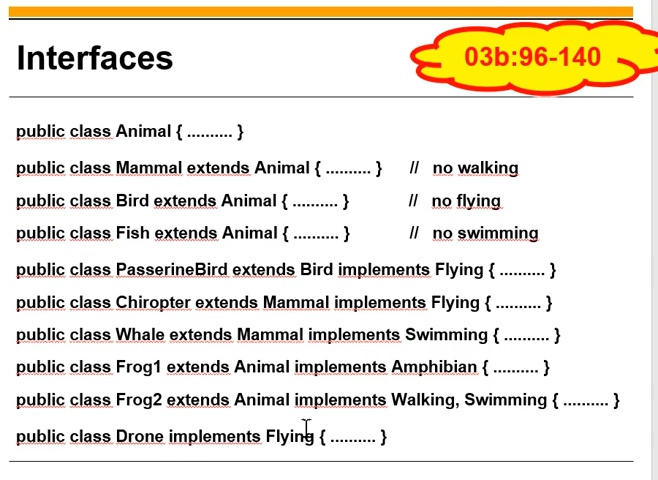 Interfaces
03b:96-140
public class Animal { .......... }
public class Mammal extends Animal { .......... } // no walking
public class Bird extends Animal { .......... } // no flying
public class Fish extends Animal { .......... } // no swimming
public class PasserineBird extends Bird implements Flying { .......... }
public class Chiropter extends Mammal implements Flying { .......... }
public class Whale extends Mammal implements Swimming { .......... }
public class Frog1 extends Animal implements Amphibian { .......... }
public class Frog2 extends Animal implements Walking, Swimming { .......... }
public class Drone implements Flying { .......... }